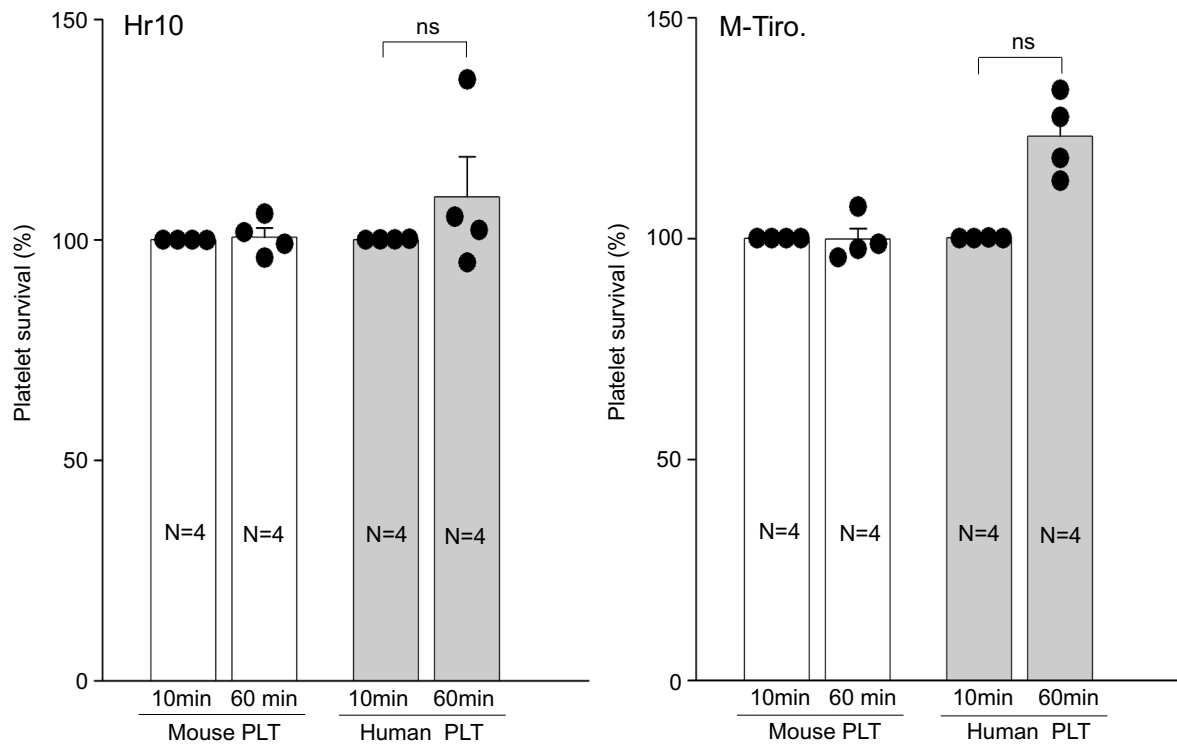 Hr10
ns
Platelet survival (%)
150
100
50
0
N=4
N=4
N=4
N=4
10min
60 min
10min
60min
Mouse PLT
Human PLT
M-Tiro.
ns
Platelet survival (%)
150
100
50
0
N=4
N=4
N=4
N=4
10min
60 min
10min
60min
Mouse PLT
Human PLT